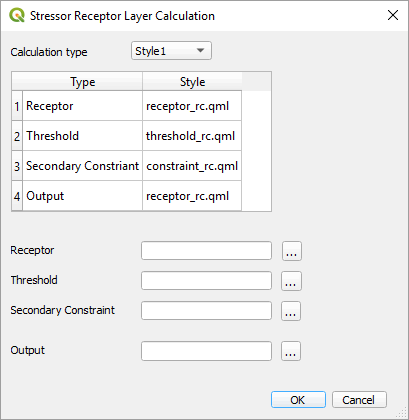 Stressor Receptor Layer Calculation
Calculation type Style1
Type Style
1 Receptor receptor_rc.qml
2 Threshold threshold_rc.qml
3 Secondary Constriant constraint_rc.qml
4 Output receptor_rc.qml
Receptor ...
Threshold ...
Secondary Constraint ...
Output ...
OK Cancel